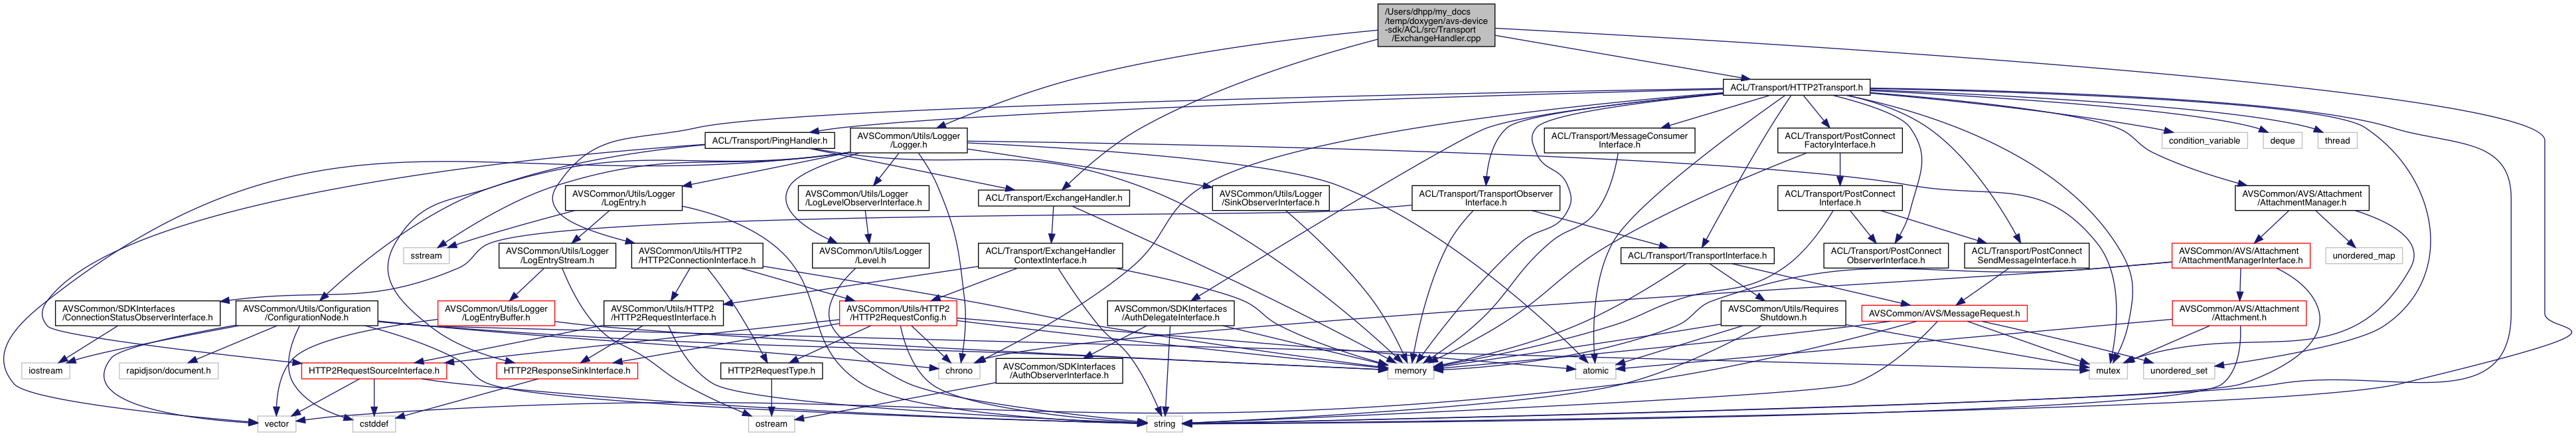 /Users/dhpp/my_docs
/temp/doxygen/avs-device
-sdk/ACL/src/Transport
/ExchangeHandler.cpp
ACL/Transport/HTTP2Transport.h
ACL/Transport/PingHandler.h
AVSCommon/Utils/Logger
/Logger.h
ACL/Transport/MessageConsumer
Interface.h
ACL/Transport/PostConnect
FactoryInterface.h
condition_variable
deque
thread
AVSCommon/Utils/Logger
/LogEntry.h
AVSCommon/Utils/Logger
/LogLevelObserverInterface.h
ACL/Transport/ExchangeHandler.h
AVSCommon/Utils/Logger
/SinkObserverInterface.h
ACL/Transport/TransportObserver
Interface.h
ACL/Transport/PostConnect
Interface.h
AVSCommon/AVS/Attachment
/AttachmentManager.h
sstream
AVSCommon/Utils/Logger
/LogEntryStream.h
AVSCommon/Utils/HTTP2
/HTTP2ConnectionInterface.h
AVSCommon/Utils/Logger
/Level.h
ACL/Transport/ExchangeHandler
ContextInterface.h
ACL/Transport/TransportInterface.h
ACL/Transport/PostConnect
ObserverInterface.h
ACL/Transport/PostConnect
SendMessageInterface.h
AVSCommon/AVS/Attachment
/AttachmentManagerInterface.h
unordered_map
AVSCommon/SDKInterfaces
/ConnectionStatusObserverInterface.h
AVSCommon/Utils/Configuration
/ConfigurationNode.h
AVSCommon/Utils/Logger
/LogEntryBuffer.h
AVSCommon/Utils/HTTP2
/HTTP2RequestInterface.h
AVSCommon/Utils/HTTP2
/HTTP2RequestConfig.h
AVSCommon/SDKInterfaces
/AuthDelegateInterface.h
AVSCommon/Utils/Requires
Shutdown.h
AVSCommon/AVS/MessageRequest.h
AVSCommon/AVS/Attachment
/Attachment.h
iostream
rapidjson/document.h
HTTP2RequestSourceInterface.h
HTTP2ResponseSinkInterface.h
HTTP2RequestType.h
chrono
AVSCommon/SDKInterfaces
/AuthObserverInterface.h
memory
atomic
mutex
unordered_set
vector
cstddef
ostream
string